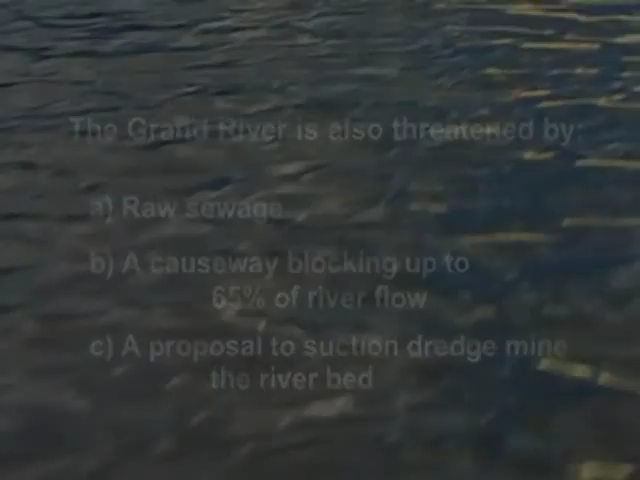 The Grand River is also threatened by:
a) Raw sewage
b) A causeway blocking up to
65% of river flow
c) A proposal to suction dredge mine
the river bed